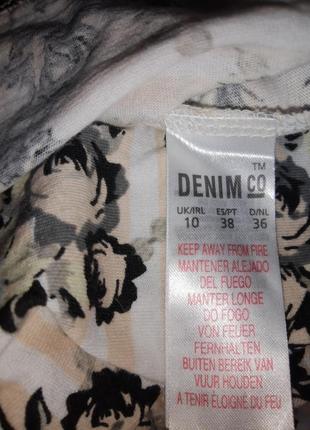 TM
DENIM CO
UK/IRL ES/PT D/NL
10 38 36
KEEP AWAY FROM FIRE
MANTENER ALEJADO
DEL FUEGO
MANTER LONGE
DO FOGO
VON FEUER
FERNHALTEN
BUITEN BEREIK VAN
VUUR HOUDEN
A TENIR ÉLOIGNE DU FEU